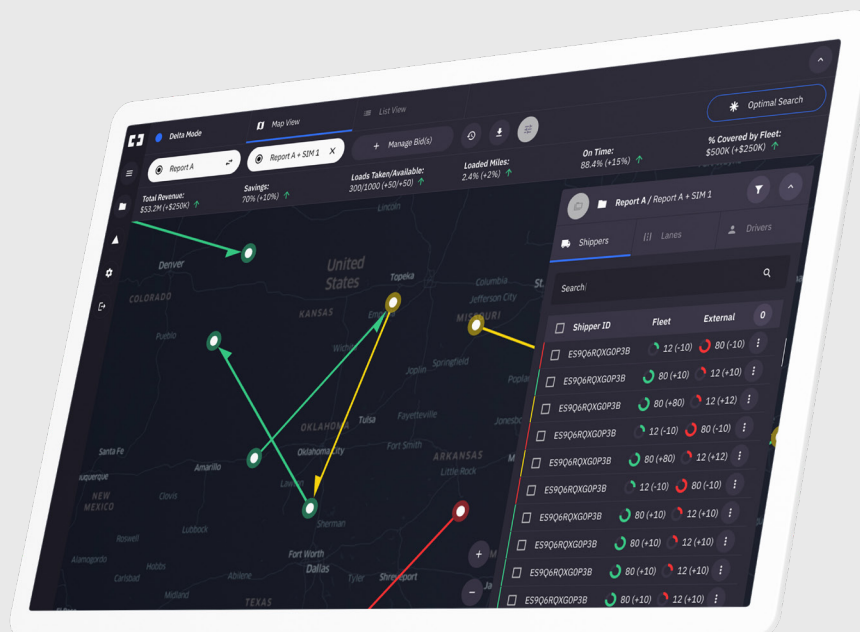 Delta Mode
Map View
List View
Optimal Search
Report A
Report A + SIM 1 X
+ Manage Bid(s)
Total Revenue:
$53.2M (+$250K)
Savings:
70% (+10%)
Loads Taken/Available:
300/1000 (+50/+50)
Loaded Miles:
2.4% (+2%)
On Time:
88.4% (+15%)
% Covered by Fleet:
$500K (+$250K)
Report A / Report A + SIM 1
Shippers
Lanes
Drivers
Search
Shipper ID Fleet External 0
ES9Q6RQXG0P3B 12 (-10) 80 (-10)
ES9Q6RQXG0P3B 80 (+10) 12 (+10)
ES9Q6RQXG0P3B 80 (+80) 12 (+12)
ES9Q6RQXG0P3B 12 (-10) 80 (-10)
ES9Q6RQXG0P3B 80 (+80) 12 (+12)
ES9Q6RQXG0P3B 12 (-10) 80 (-10)
ES9Q6RQXG0P3B 80 (+10) 12 (+10)
ES9Q6RQXG0P3B 80 (+10) 12 (+10)
ES9Q6RQXG0P3B 80 (+10) 12 (+10)
ES9Q6RQXG0P3B 80 (+10) 12 (+10)
Lincoln
Denver
United
States
Topeka
Columbia
St.
COLORADO
KANSAS
Jefferson City
MISSOURI
Pueblo
Springfield
Joplin
OKLAHOMA
Tulsa
Fayetteville
Santa Fe
Amarillo
Oklahoma City
Fort Smith
ARKANSAS
Little Rock
NEW
MEXICO
Clovis
Lubbock
Sherman
Roswell
Fort Worth
Dallas
Alamogordo
Hobbs
Carlsbad
Abilene
Tyler
Shreveport
Midland
TEXAS
+
−